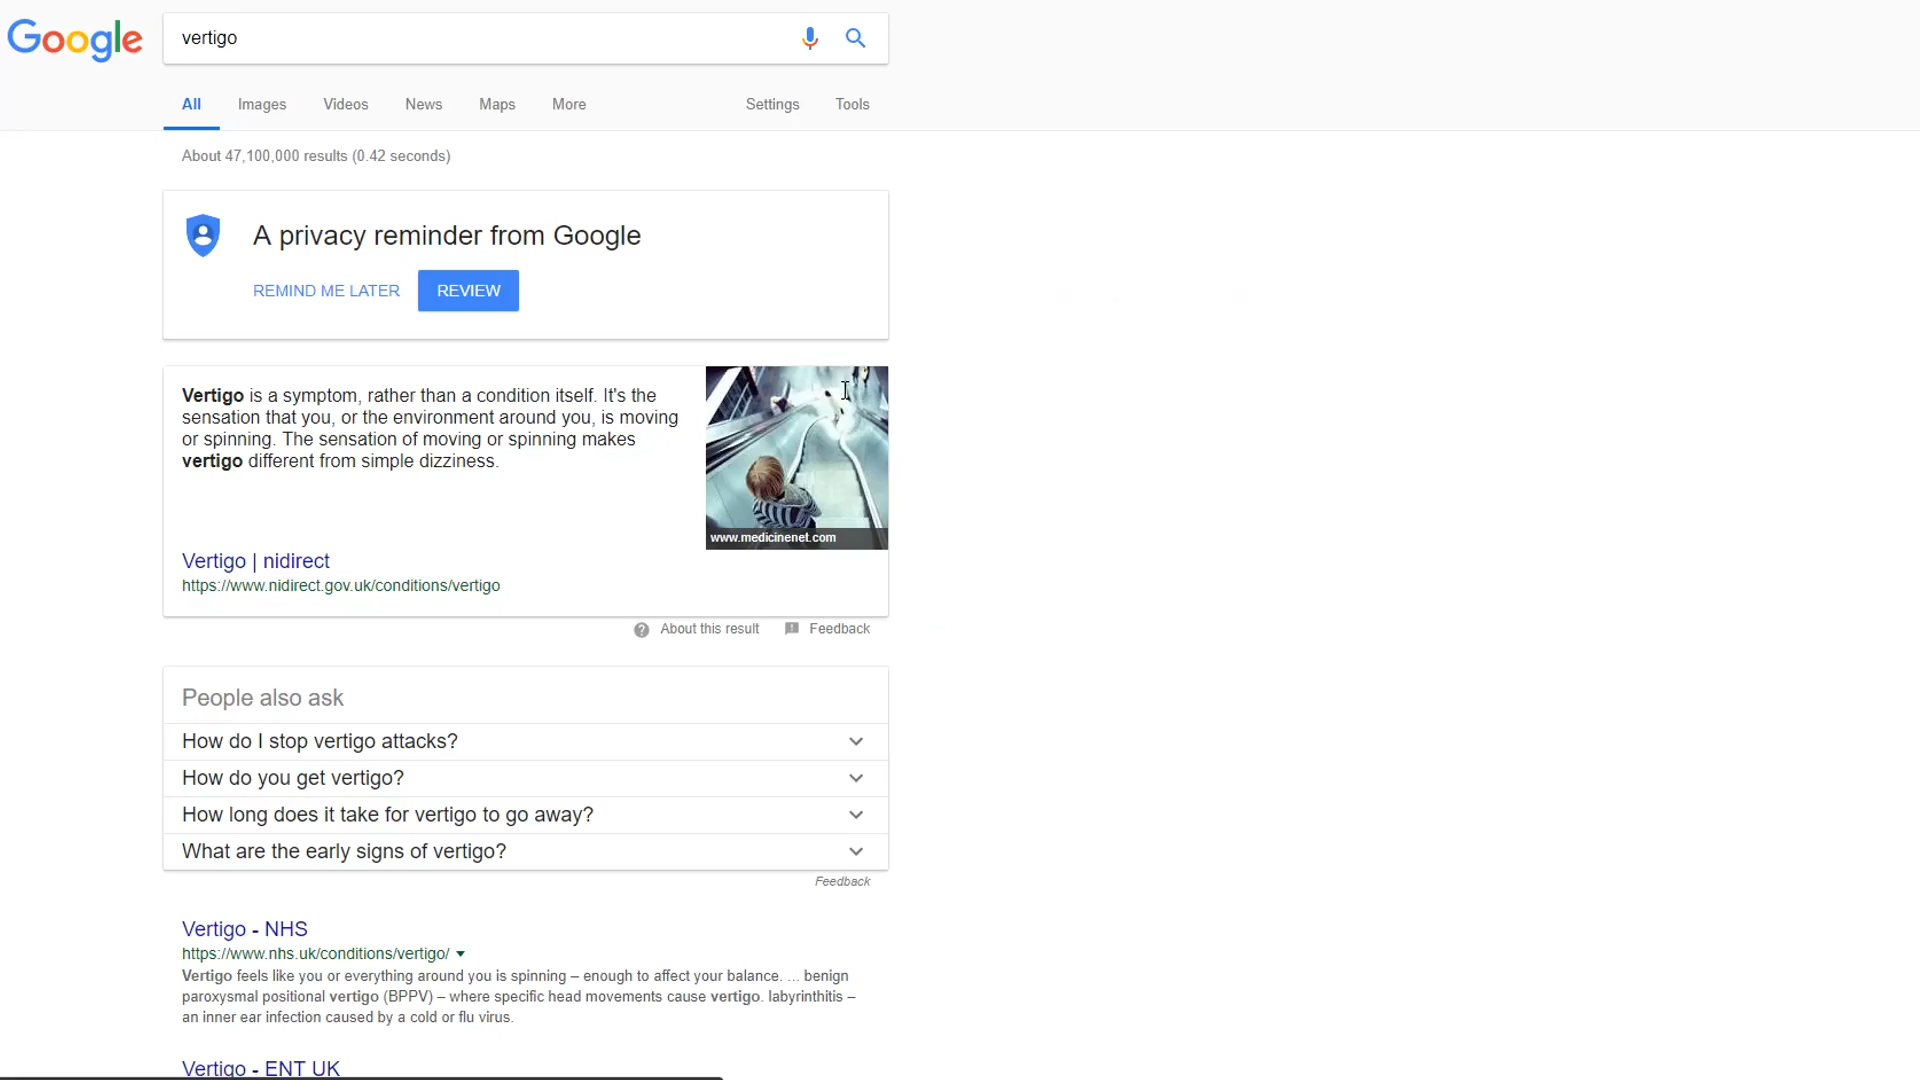 Google
vertigo
All Images Videos News Maps More Settings Tools
About 47,100,000 results (0.42 seconds)
A privacy reminder from Google
REMIND ME LATER REVIEW
Vertigo is a symptom, rather than a condition itself. It's the
sensation that you, or the environment around you, is moving
or spinning. The sensation of moving or spinning makes
vertigo different from simple dizziness.
www.medicinenet.com
Vertigo | nidirect
https://www.nidirect.gov.uk/conditions/vertigo
About this result Feedback
People also ask
How do I stop vertigo attacks?
How do you get vertigo?
How long does it take for vertigo to go away?
What are the early signs of vertigo?
Feedback
Vertigo - NHS
https://www.nhs.uk/conditions/vertigo/
Vertigo feels like you or everything around you is spinning – enough to affect your balance. ... benign
paroxysmal positional vertigo (BPPV) – where specific head movements cause vertigo. labyrinthitis –
an inner ear infection caused by a cold or flu virus.
Vertigo - ENT UK